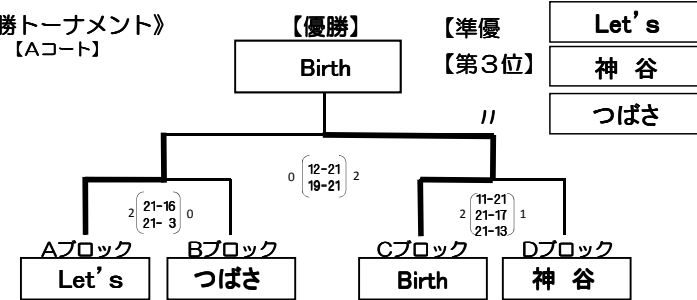 勝トーナメント》 【優勝】 【準優 Let's
【Aコート】
Birth 【第3位】 神 谷
〃 つばさ
0 12-21 2
19-21
2 21-16 0
21- 3
2 11-21 1
21-17
21-13
Aブロック Bブロック Cブロック Dブロック
Let's つばさ Birth 神 谷